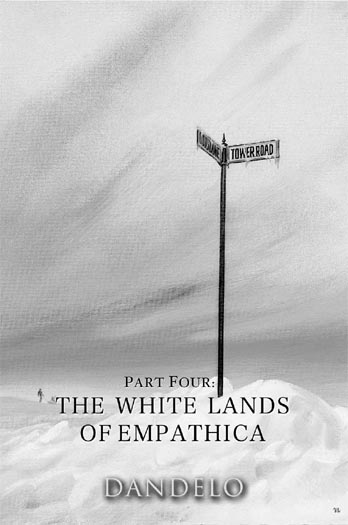 TOWER ROAD
PART FOUR:
THE WHITE LANDS
OF EMPATHICA
DANDELO